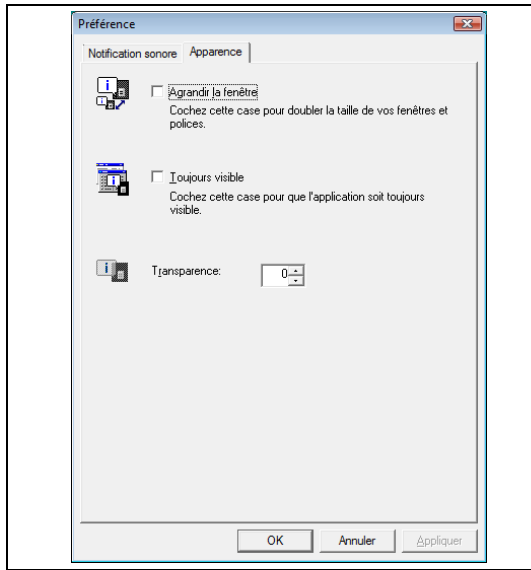 Préférence
Notification sonore Apparence
Agrandir la fenêtre
Cochez cette case pour doubler la taille de vos fenêtres et
polices.
Toujours visible
Cochez cette case pour que l'application soit toujours
visible.
Transparence: 0
OK Annuler Appliquer